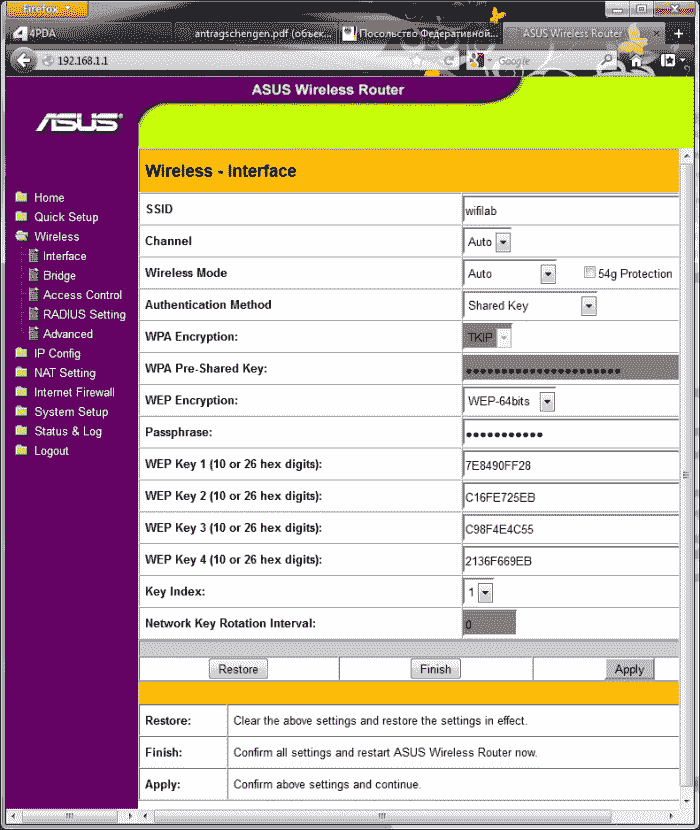 Firefox
4PDA
antragschengen.pdf (объек...
Посольство Федеративной...
ASUS Wireless Router
192.168.1.1
Google
ASUS Wireless Router
ASUS
Home
Quick Setup
Wireless
Interface
Bridge
Access Control
RADIUS Setting
Advanced
IP Config
NAT Setting
Internet Firewall
System Setup
Status & Log
Logout
Wireless - Interface
SSID wifilab
Channel Auto
Wireless Mode Auto 54g Protection
Authentication Method Shared Key
WPA Encryption: TKIP
WPA Pre-Shared Key:
WEP Encryption: WEP-64bits
Passphrase:
WEP Key 1 (10 or 26 hex digits): 7E8490FF28
WEP Key 2 (10 or 26 hex digits): C16FE725EB
WEP Key 3 (10 or 26 hex digits): C98F4E4C55
WEP Key 4 (10 or 26 hex digits): 2136F669EB
Key Index: 1
Network Key Rotation Interval: 0
Restore Finish Apply
Restore: Clear the above settings and restore the settings in effect.
Finish: Confirm all settings and restart ASUS Wireless Router now.
Apply: Confirm above settings and continue.